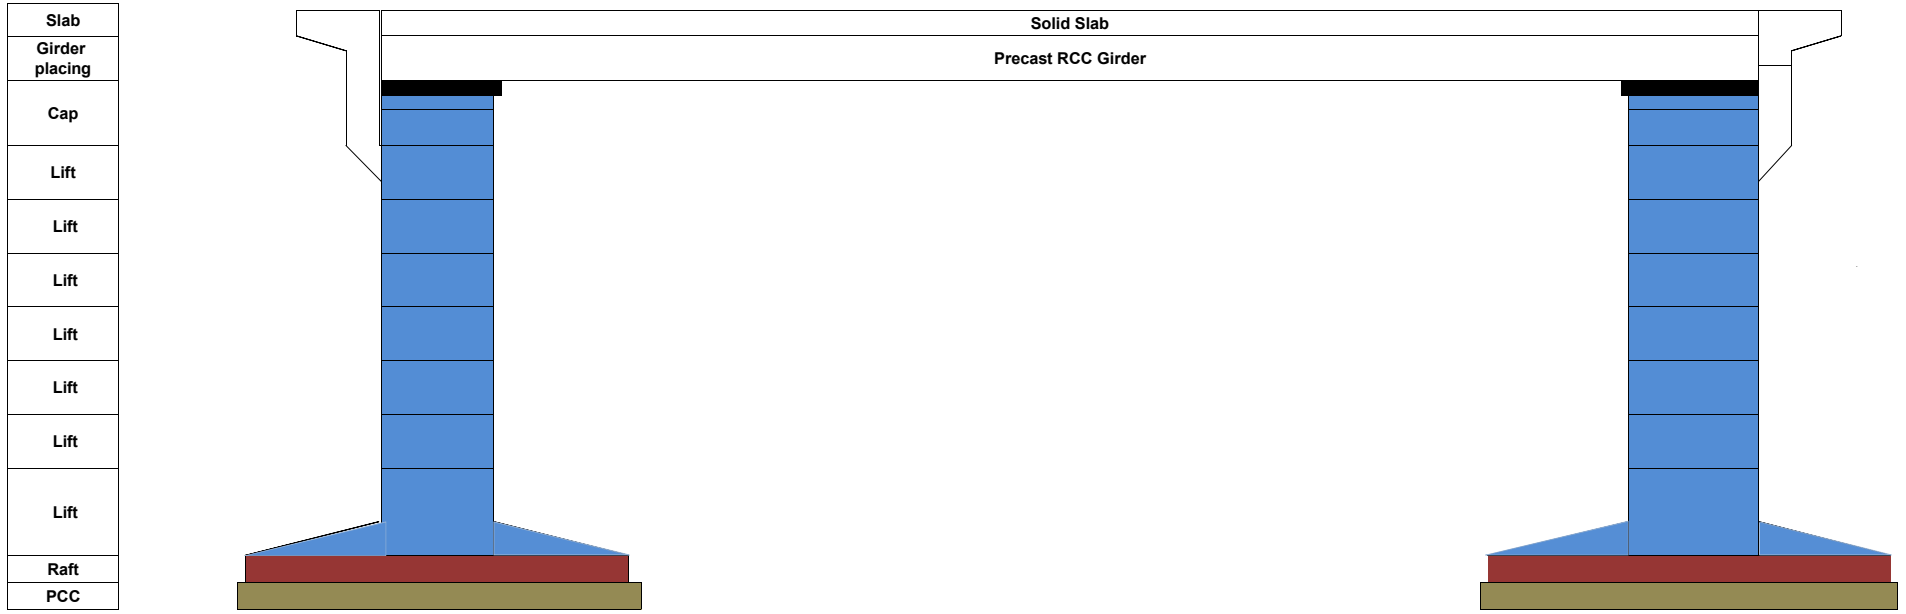 Slab
Girder
placing
Cap
Lift
Lift
Lift
Lift
Lift
Lift
Lift
Raft
PCC
Solid Slab
Precast RCC Girder